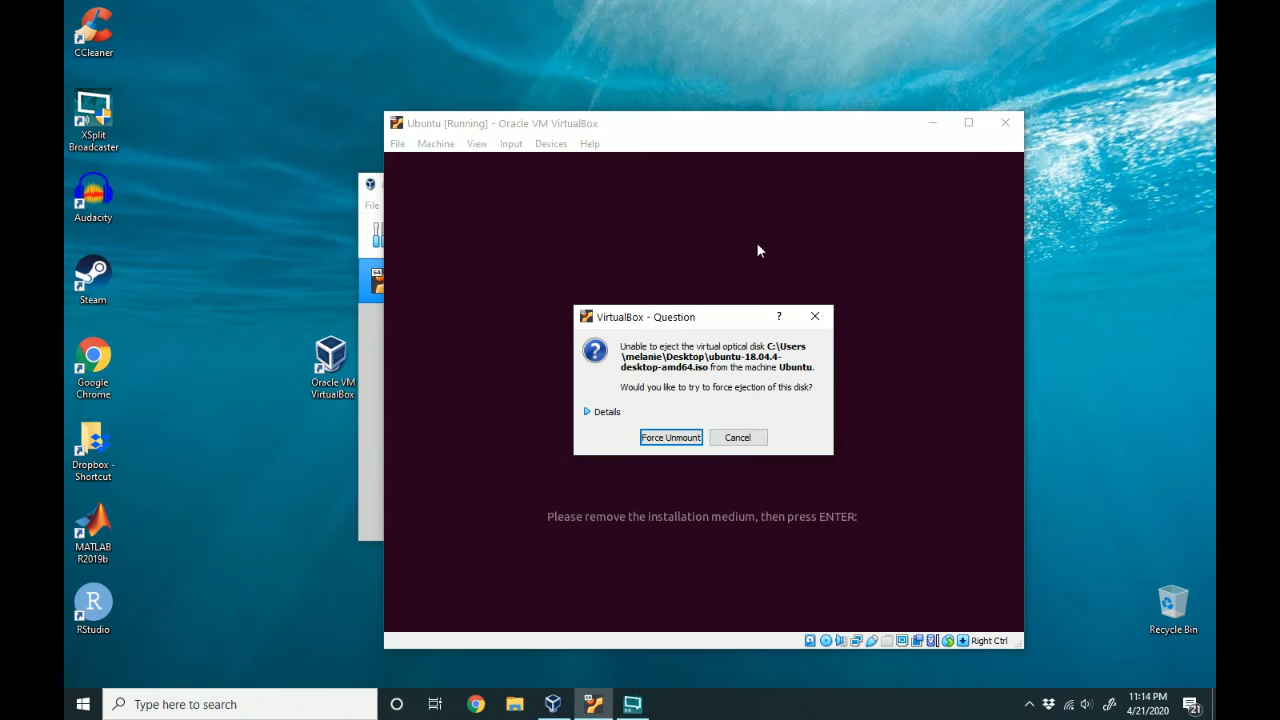 CCleaner
XSplit
Broadcaster
Audacity
Steam
Google
Chrome
Dropbox -
Shortcut
MATLAB
R2019b
R
RStudio
Oracle VM
VirtualBox
File
64
Ubuntu [Running] - Oracle VM VirtualBox
File Machine View Input Devices Help
VirtualBox - Question
?
Unable to eject the virtual optical disk C:\Users
\melanie\Desktop\ubuntu-18.04.4-
desktop-amd64.iso from the machine Ubuntu.
Would you like to try to force ejection of this disk?
Details
Force Unmount Cancel
Please remove the installation medium, then press ENTER:
Right Ctrl
Recycle Bin
Type here to search
11:14 PM
4/21/2020
21